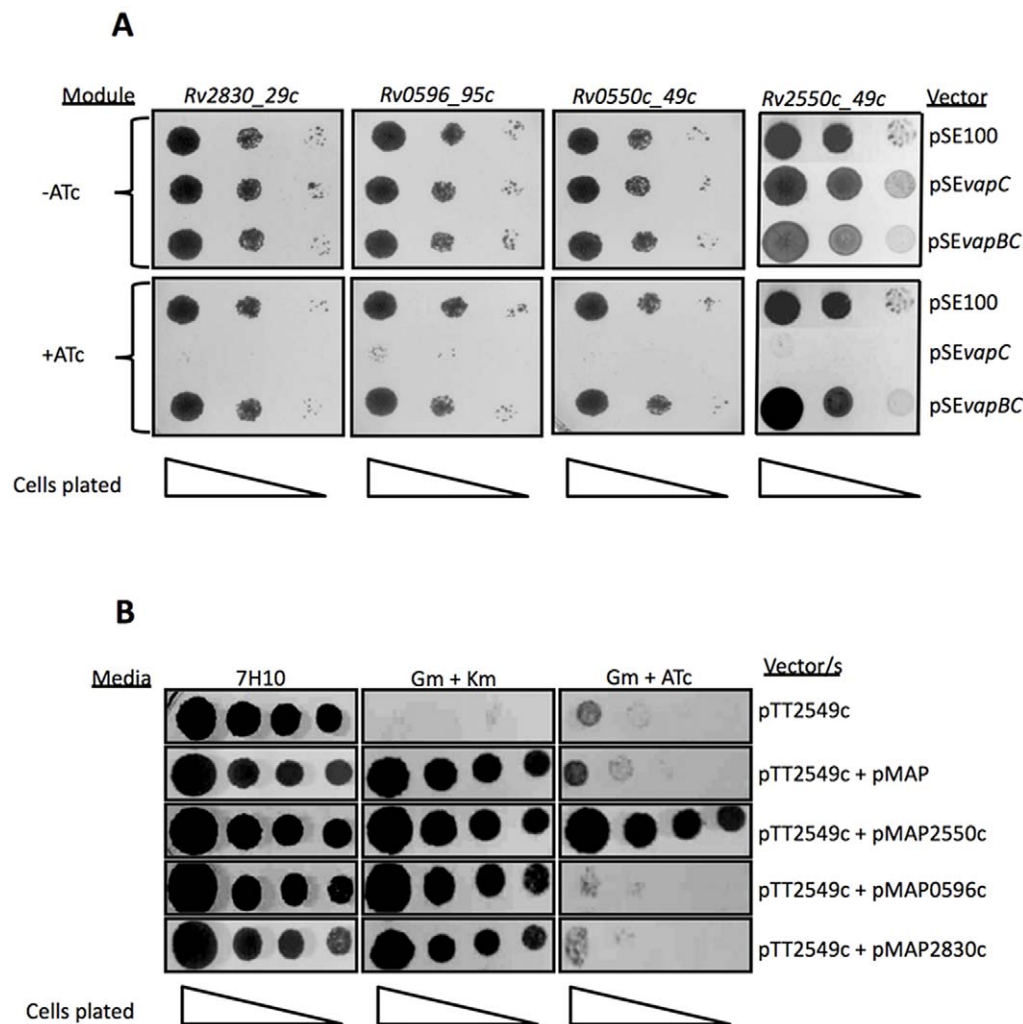 A
Module Rv2830_29c Rv0596_95c Rv0550c_49c Rv2550c_49c Vector
-ATc
pSE100
pSEvapC
pSEvapBC
+ATc
pSE100
pSEvapC
pSEvapBC
Cells plated
B
Media 7H10 Gm + Km Gm + ATc Vector/s
pTT2549c
pTT2549c + pMAP
pTT2549c + pMAP2550c
pTT2549c + pMAP0596c
pTT2549c + pMAP2830c
Cells plated